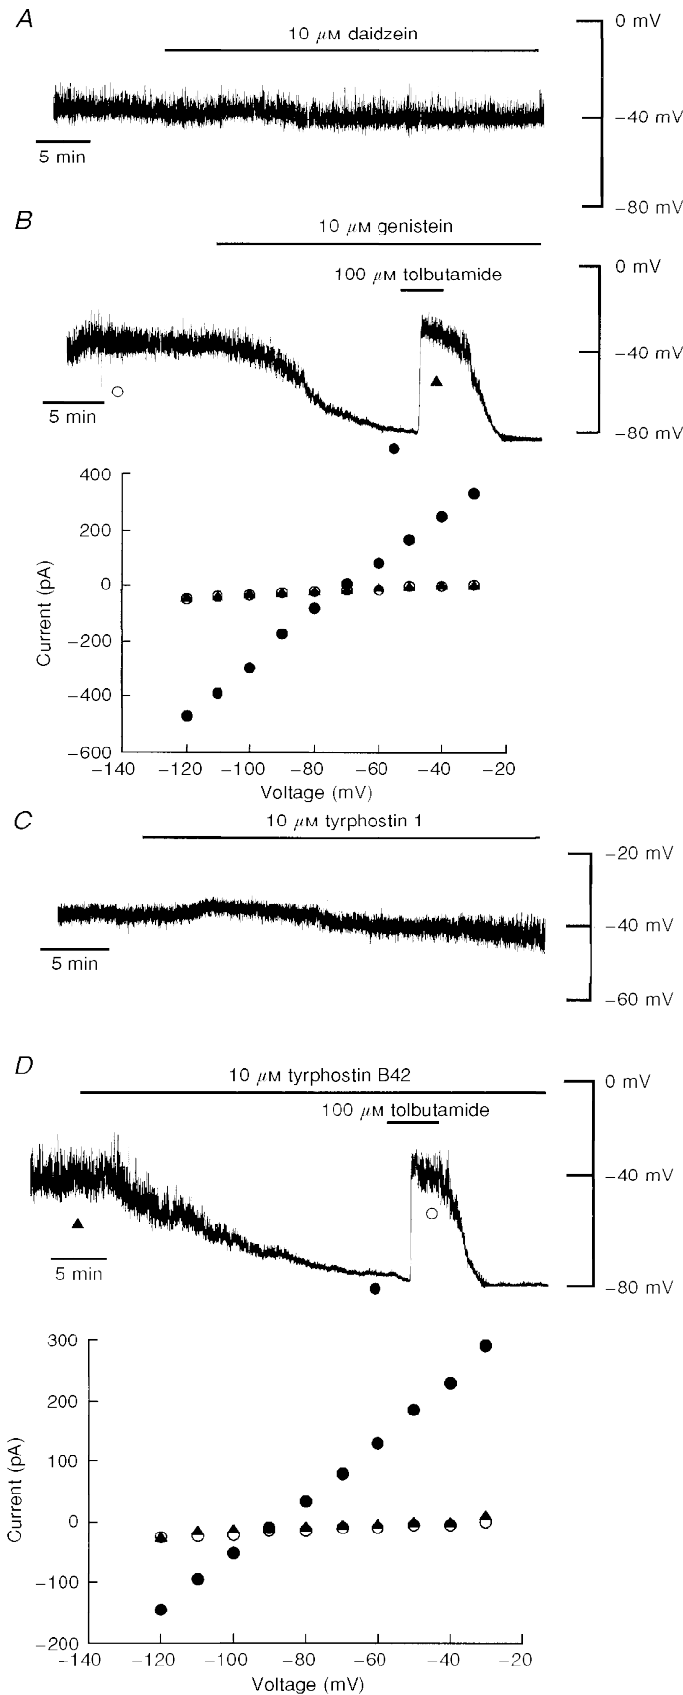 A
10 μM daidzein
0 mV
−40 mV
−80 mV
5 min
B
10 μM genistein
100 μM tolbutamide
0 mV
−40 mV
−80 mV
5 min
400
200
0
−200
−400
−600
Current (pA)
−140 −120 −100 −80 −60 −40 −20
Voltage (mV)
C
10 μM tyrphostin 1
−20 mV
−40 mV
−60 mV
5 min
D
10 μM tyrphostin B42
100 μM tolbutamide
0 mV
−40 mV
−80 mV
5 min
300
200
100
0
−100
−200
Current (pA)
−140 −120 −100 −80 −60 −40 −20
Voltage (mV)